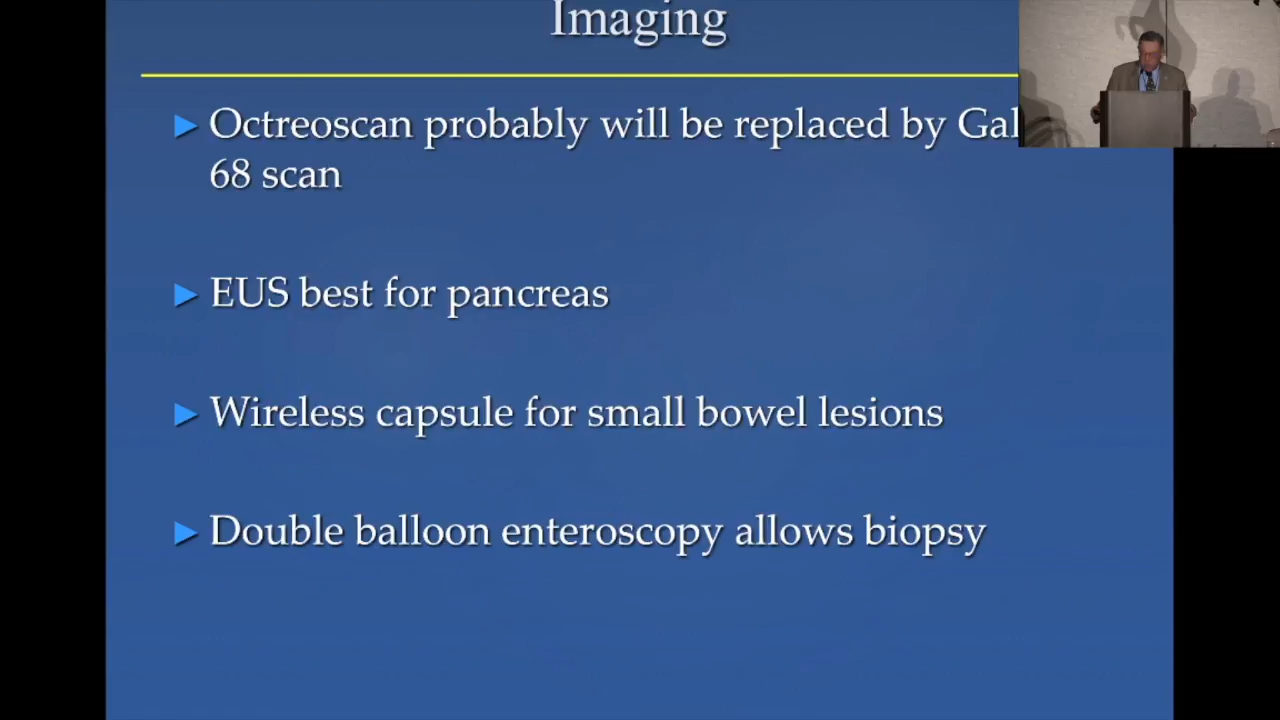 Imaging
Octreoscan probably will be replaced by
68 scan
EUS best for pancreas
Wireless capsule for small bowel lesions
Double balloon enteroscopy allows biopsy